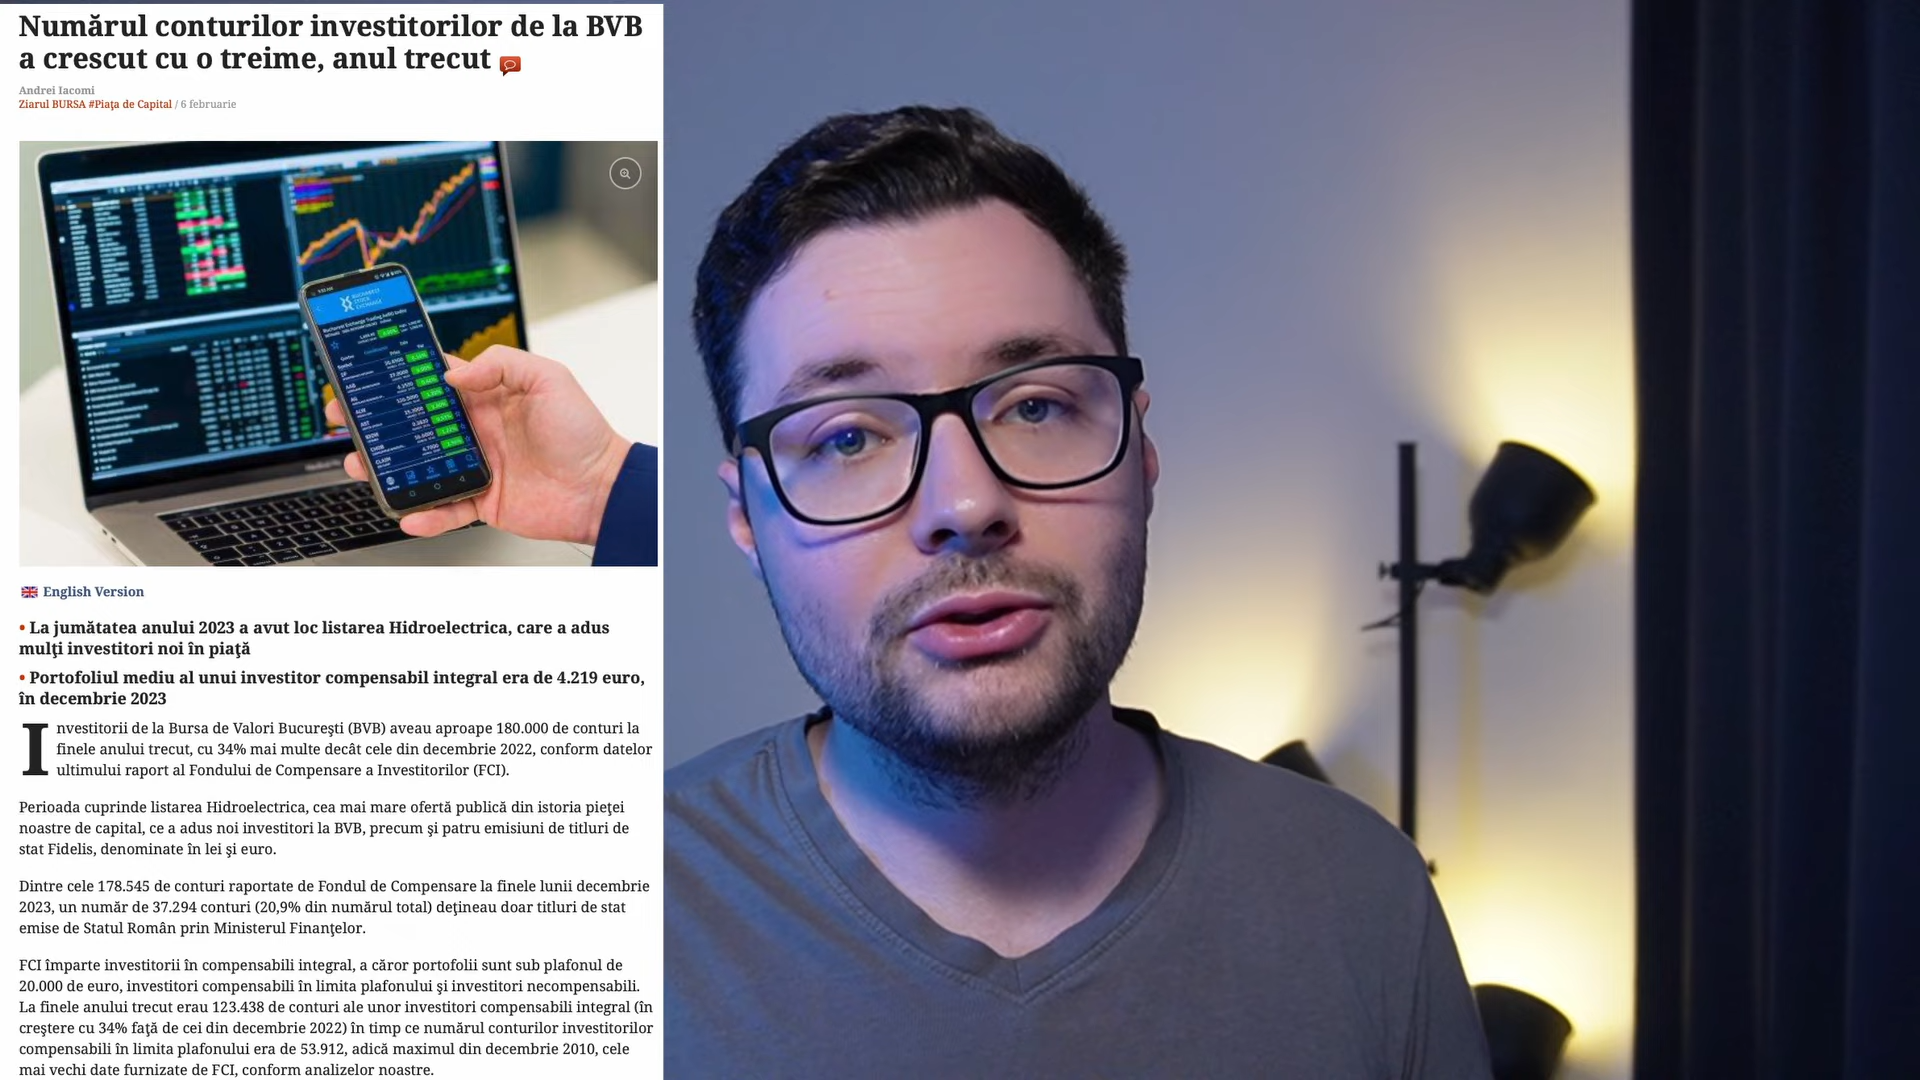 Numărul conturilor investitorilor de la BVB
a crescut cu o treime, anul trecut
Andrei Iacomi
Ziarul BURSA #Piaţa de Capital / 6 februarie
BUCHAREST
STOCK
EXCHANGE
English Version
• La jumătatea anului 2023 a avut loc listarea Hidroelectrica, care a adus
mulţi investitori noi în piaţă
• Portofoliul mediu al unui investitor compensabil integral era de 4.219 euro,
în decembrie 2023
Investitorii de la Bursa de Valori Bucureşti (BVB) aveau aproape 180.000 de conturi la
finele anului trecut, cu 34% mai multe decât cele din decembrie 2022, conform datelor
ultimului raport al Fondului de Compensare a Investitorilor (FCI).
Perioada cuprinde listarea Hidroelectrica, cea mai mare ofertă publică din istoria pieţei
noastre de capital, ce a adus noi investitori la BVB, precum şi patru emisiuni de titluri de
stat Fidelis, denominate în lei şi euro.
Dintre cele 178.545 de conturi raportate de Fondul de Compensare la finele lunii decembrie
2023, un număr de 37.294 conturi (20,9% din numărul total) deţineau doar titluri de stat
emise de Statul Român prin Ministerul Finanţelor.
FCI împarte investitorii în compensabili integral, a căror portofolii sunt sub plafonul de
20.000 de euro, investitori compensabili în limita plafonului şi investitori necompensabili.
La finele anului trecut erau 123.438 de conturi ale unor investitori compensabili integral (în
creştere cu 34% faţă de cei din decembrie 2022) în timp ce numărul conturilor investitorilor
compensabili în limita plafonului era de 53.912, adică maximul din decembrie 2010, cele
mai vechi date furnizate de FCI, conform analizelor noastre.